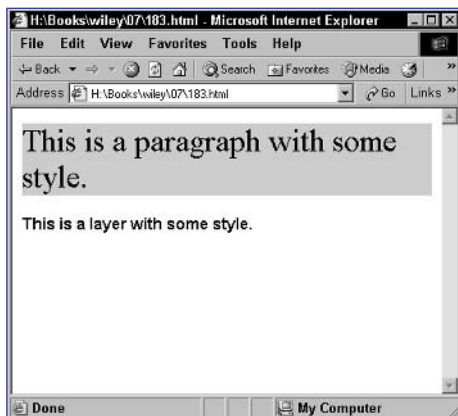 H:\Books\wiley\07\183.html - Microsoft Internet Explorer
File Edit View Favorites Tools Help
Back Search Favorites Media »
Address H:\Books\wiley\07\183.html Go Links »
This is a paragraph with some
style.
This is a layer with some style.
Done My Computer